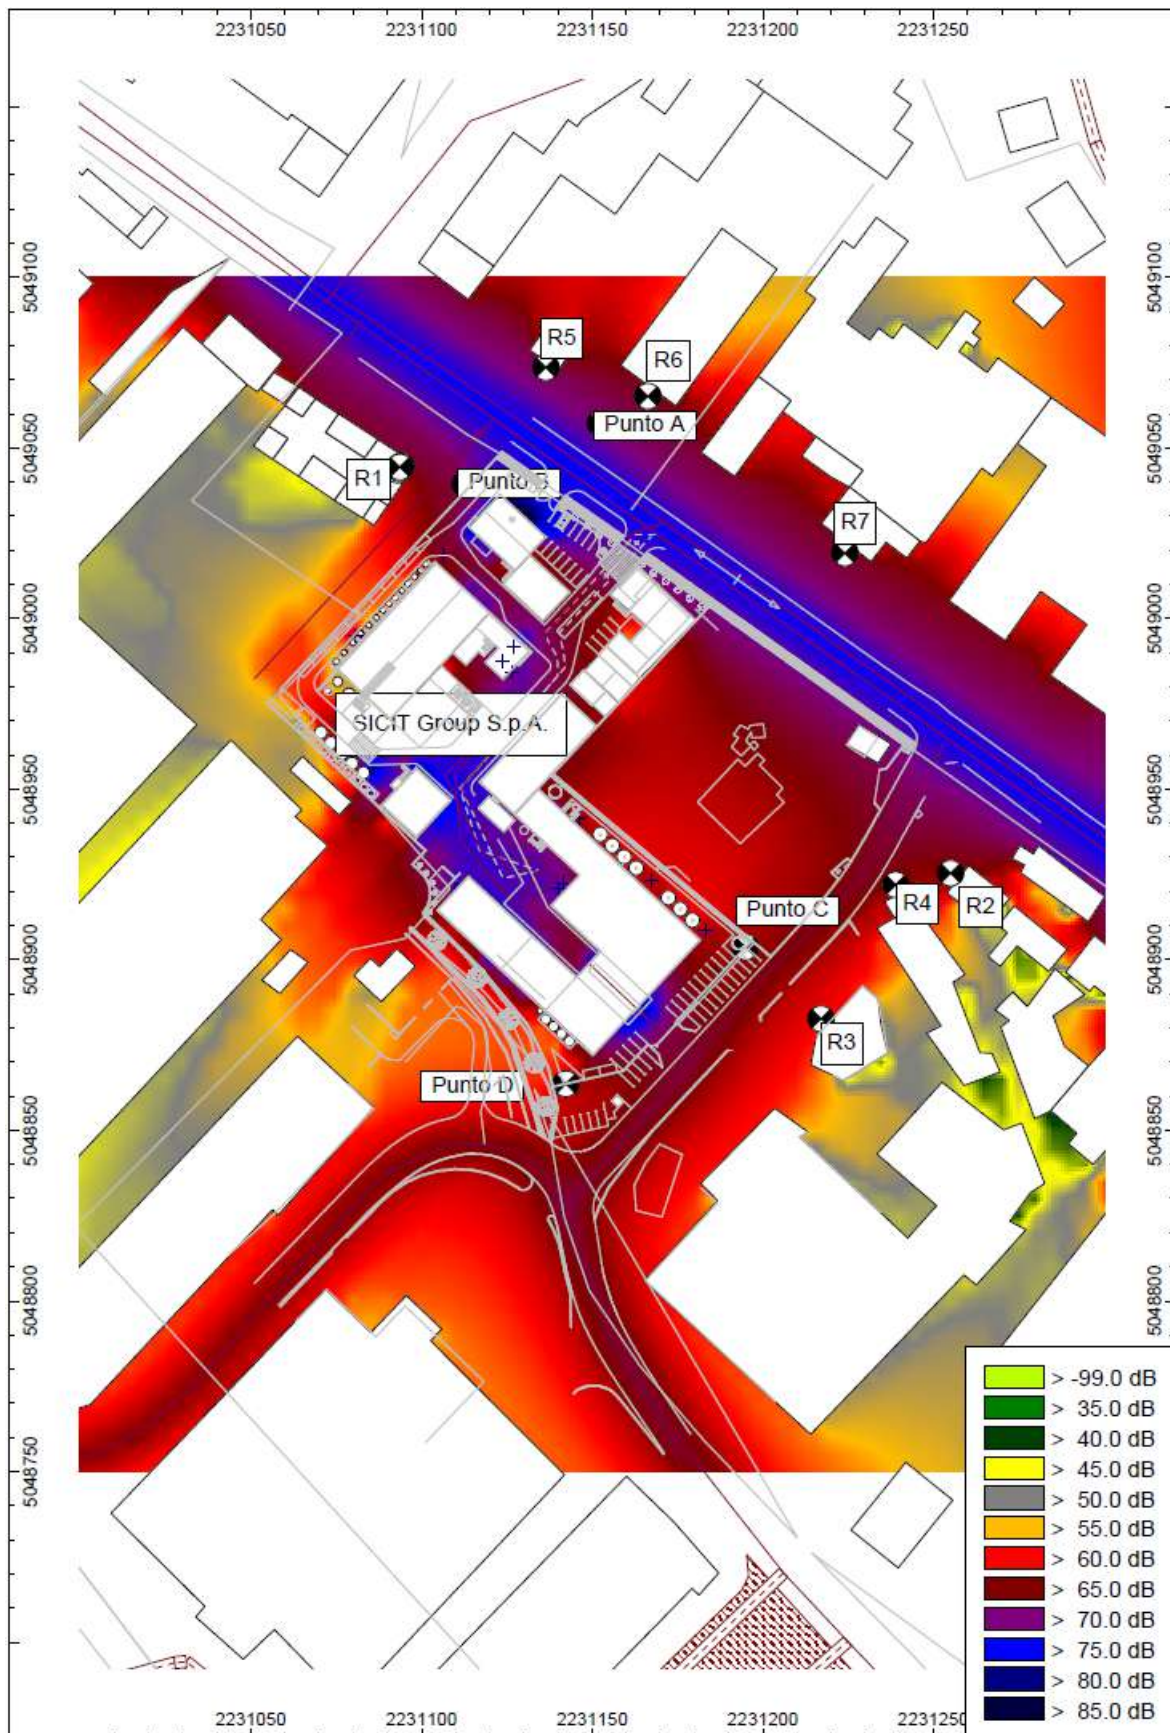 2231050 2231100 2231150 2231200 2231250
5049100 5049100
R5
R6
Punto A
5049050 5049050
R1
Punto B
R7
5049000 5049000
SICIT Group S.p.A.
5048950 5048950
R4
R2
Punto C
5048900 5048900
R3
Punto D
5048850 5048850
5048800 5048800
5048750
> -99.0 dB
> 35.0 dB
> 40.0 dB
> 45.0 dB
> 50.0 dB
> 55.0 dB
> 60.0 dB
> 65.0 dB
> 70.0 dB
> 75.0 dB
> 80.0 dB
> 85.0 dB
2231050 2231100 2231150 2231200 2231250